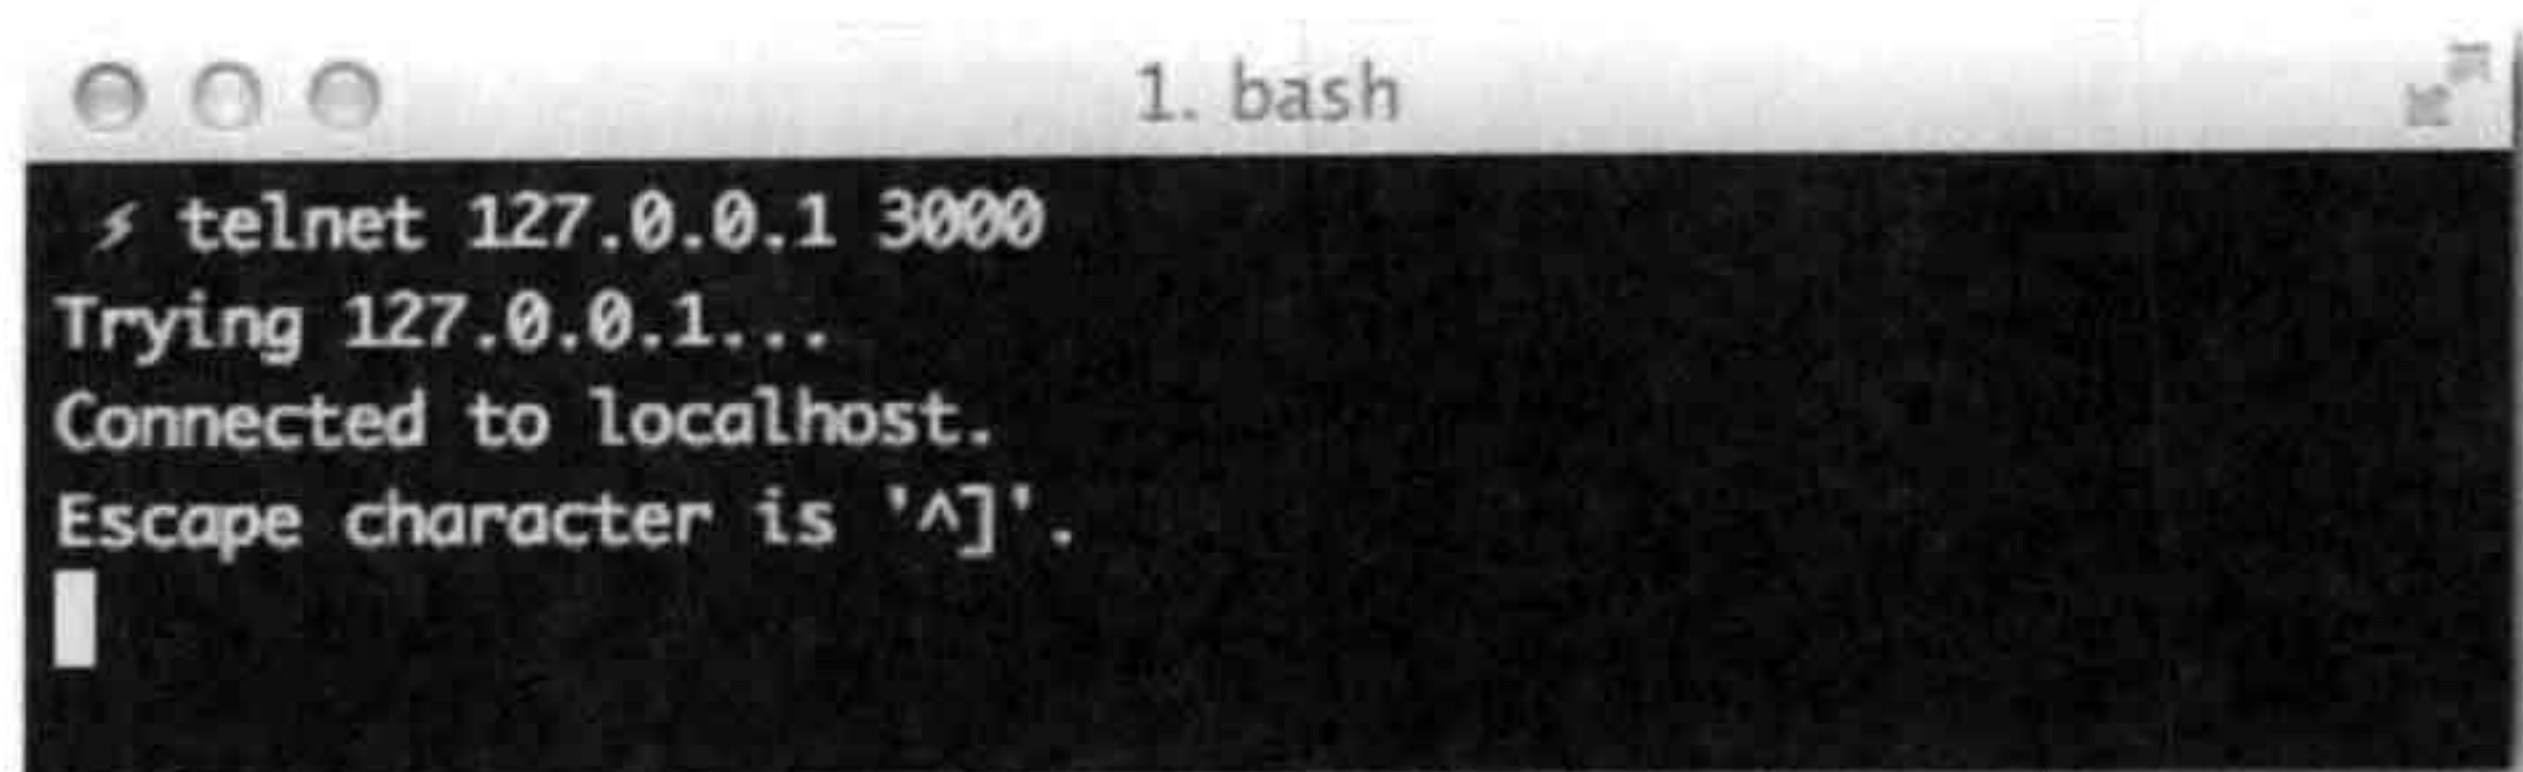 1. bash
⚡ telnet 127.0.0.1 3000
Trying 127.0.0.1...
Connected to localhost.
Escape character is '^]'.